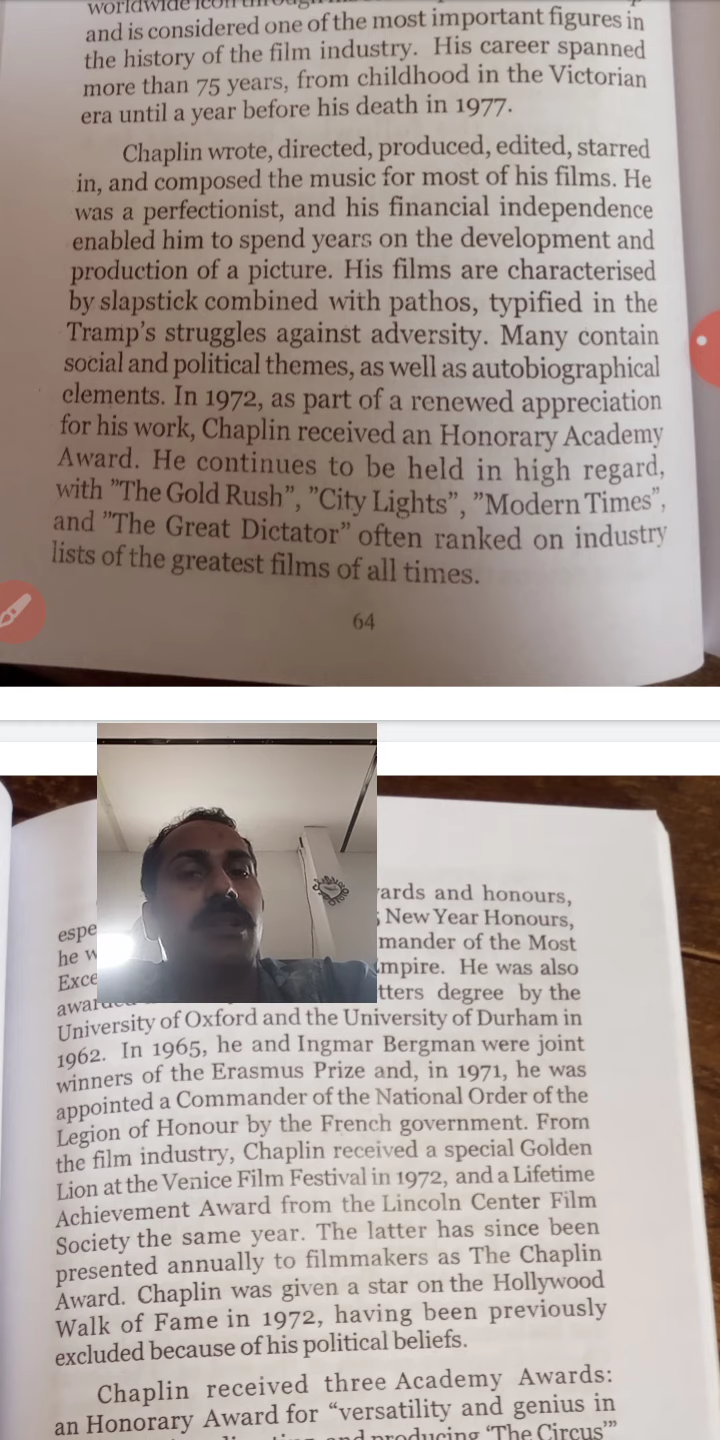 worldwide icon
and is considered one of the most important figures in
the history of the film industry. His career spanned
more than 75 years, from childhood in the Victorian
era until a year before his death in 1977.
Chaplin wrote, directed, produced, edited, starred
in, and composed the music for most of his films. He
was a perfectionist, and his financial independence
enabled him to spend years on the development and
production of a picture. His films are characterised
by slapstick combined with pathos, typified in the
Tramp's struggles against adversity. Many contain
social and political themes, as well as autobiographical
elements. In 1972, as part of a renewed appreciation
for his work, Chaplin received an Honorary Academy
Award. He continues to be held in high regard,
with "The Gold Rush", "City Lights", "Modern Times",
and "The Great Dictator" often ranked on industry
lists of the greatest films of all times.
64
ards and honours,
espe New Year Honours,
he w mander of the Most
Exce mpire. He was also
tters degree by the
University of Oxford and the University of Durham in
1962. In 1965, he and Ingmar Bergman were joint
winners of the Erasmus Prize and, in 1971, he was
appointed a Commander of the National Order of the
Legion of Honour by the French government. From
the film industry, Chaplin received a special Golden
Lion at the Venice Film Festival in 1972, and a Lifetime
Achievement Award from the Lincoln Center Film
Society the same year. The latter has since been
presented annually to filmmakers as The Chaplin
Award. Chaplin was given a star on the Hollywood
Walk of Fame in 1972, having been previously
excluded because of his political beliefs.
Chaplin received three Academy Awards:
an Honorary Award for "versatility and genius in
and producing 'The Circus'"